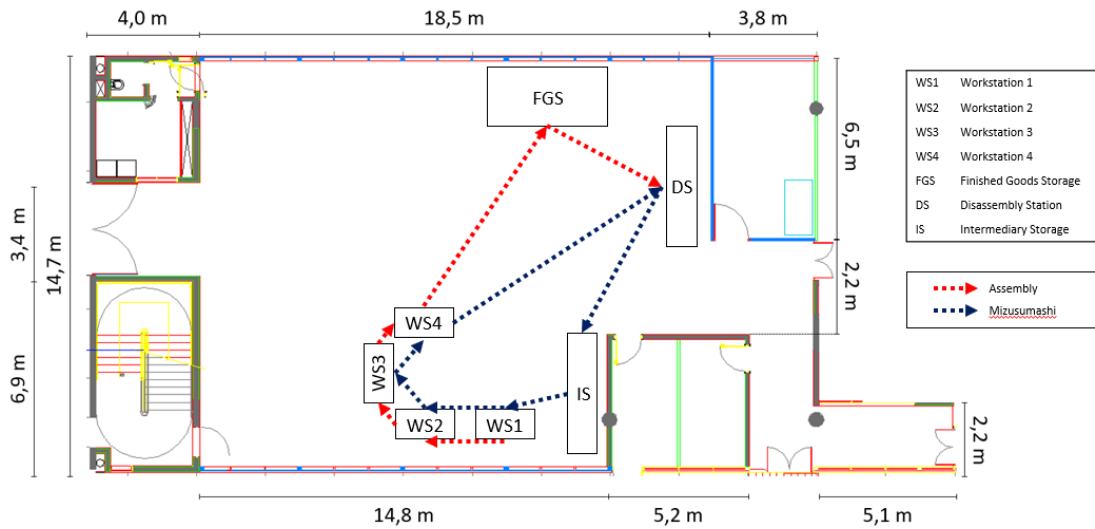 4,0 m
18,5 m
3,8 m
FGS
DS
6,5 m
3,4 m
14,7 m
2,2 m
WS4
WS3
IS
6,9 m
WS2
WS1
2,2 m
14,8 m
5,2 m
5,1 m
WS1 Workstation 1
WS2 Workstation 2
WS3 Workstation 3
WS4 Workstation 4
FGS Finished Goods Storage
DS Disassembly Station
IS Intermediary Storage
Assembly
Mizusumashi